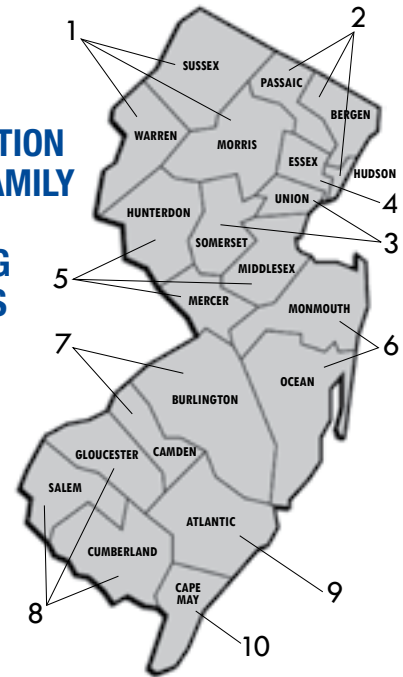 1
2
SUSSEX
PASSAIC
BERGEN
TION
AMILY
WARREN
MORRIS
ESSEX
HUDSON
4
HUNTERDON
UNION
SOMERSET
3
G
S
5
MIDDLESEX
MERCER
MONMOUTH
6
7
OCEAN
BURLINGTON
CAMDEN
GLOUCESTER
SALEM
ATLANTIC
CUMBERLAND
8
CAPE
MAY
9
10